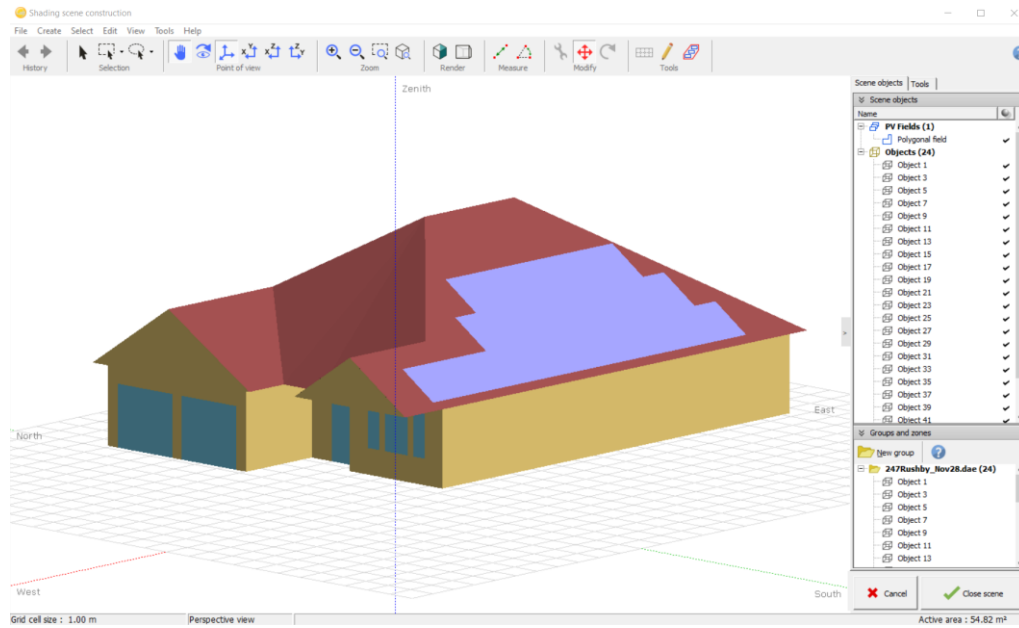 Shading scene construction
File Create Select Edit View Tools Help
History Selection Point of view Zoom Render Measure Modify Tools
Zenith
North
East
West
South
Scene objects Tools
Scene objects
Name
PV Fields (1)
Polygonal field
Objects (24)
Object 1
Object 3
Object 5
Object 7
Object 9
Object 11
Object 13
Object 15
Object 17
Object 19
Object 21
Object 23
Object 25
Object 27
Object 29
Object 31
Object 33
Object 35
Object 37
Object 39
Object 41
Groups and zones
New group
247Rushby_Nov28.dae (24)
Object 1
Object 3
Object 5
Object 7
Object 9
Object 11
Object 13
Cancel Close scene
Grid cell size : 1.00 m Perspective view Active area : 54.82 m²